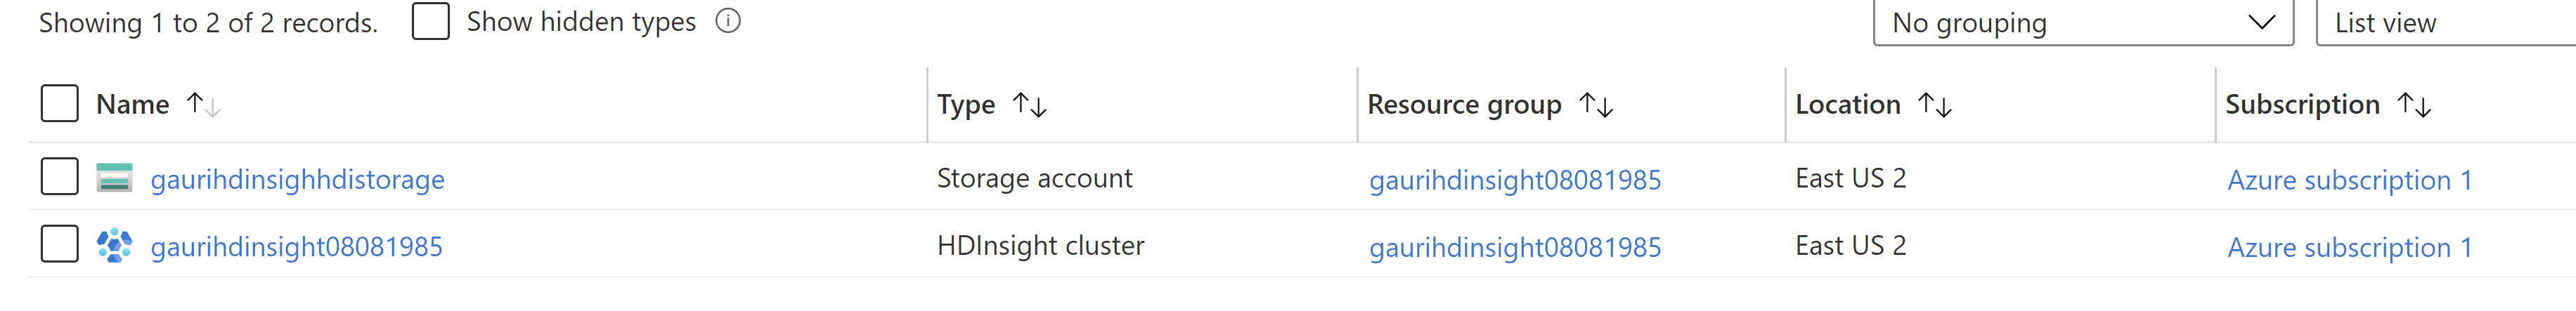 Showing 1 to 2 of 2 records. Show hidden types No grouping List view
Name Type Resource group Location Subscription
gaurihdinsighhdistorage Storage account gaurihdinsight08081985 East US 2 Azure subscription 1
gaurihdinsight08081985 HDInsight cluster gaurihdinsight08081985 East US 2 Azure subscription 1